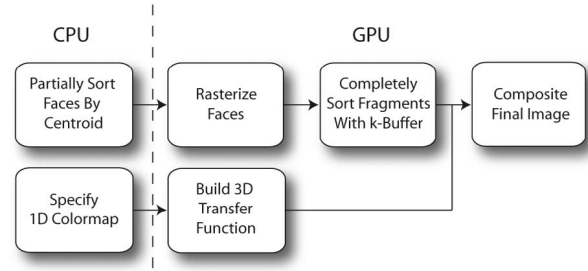 CPU
GPU
Partially Sort
Faces By
Centroid
Rasterize
Faces
Completely
Sort Fragments
With k-Buffer
Composite
Final Image
Specify
1D Colormap
Build 3D
Transfer
Function